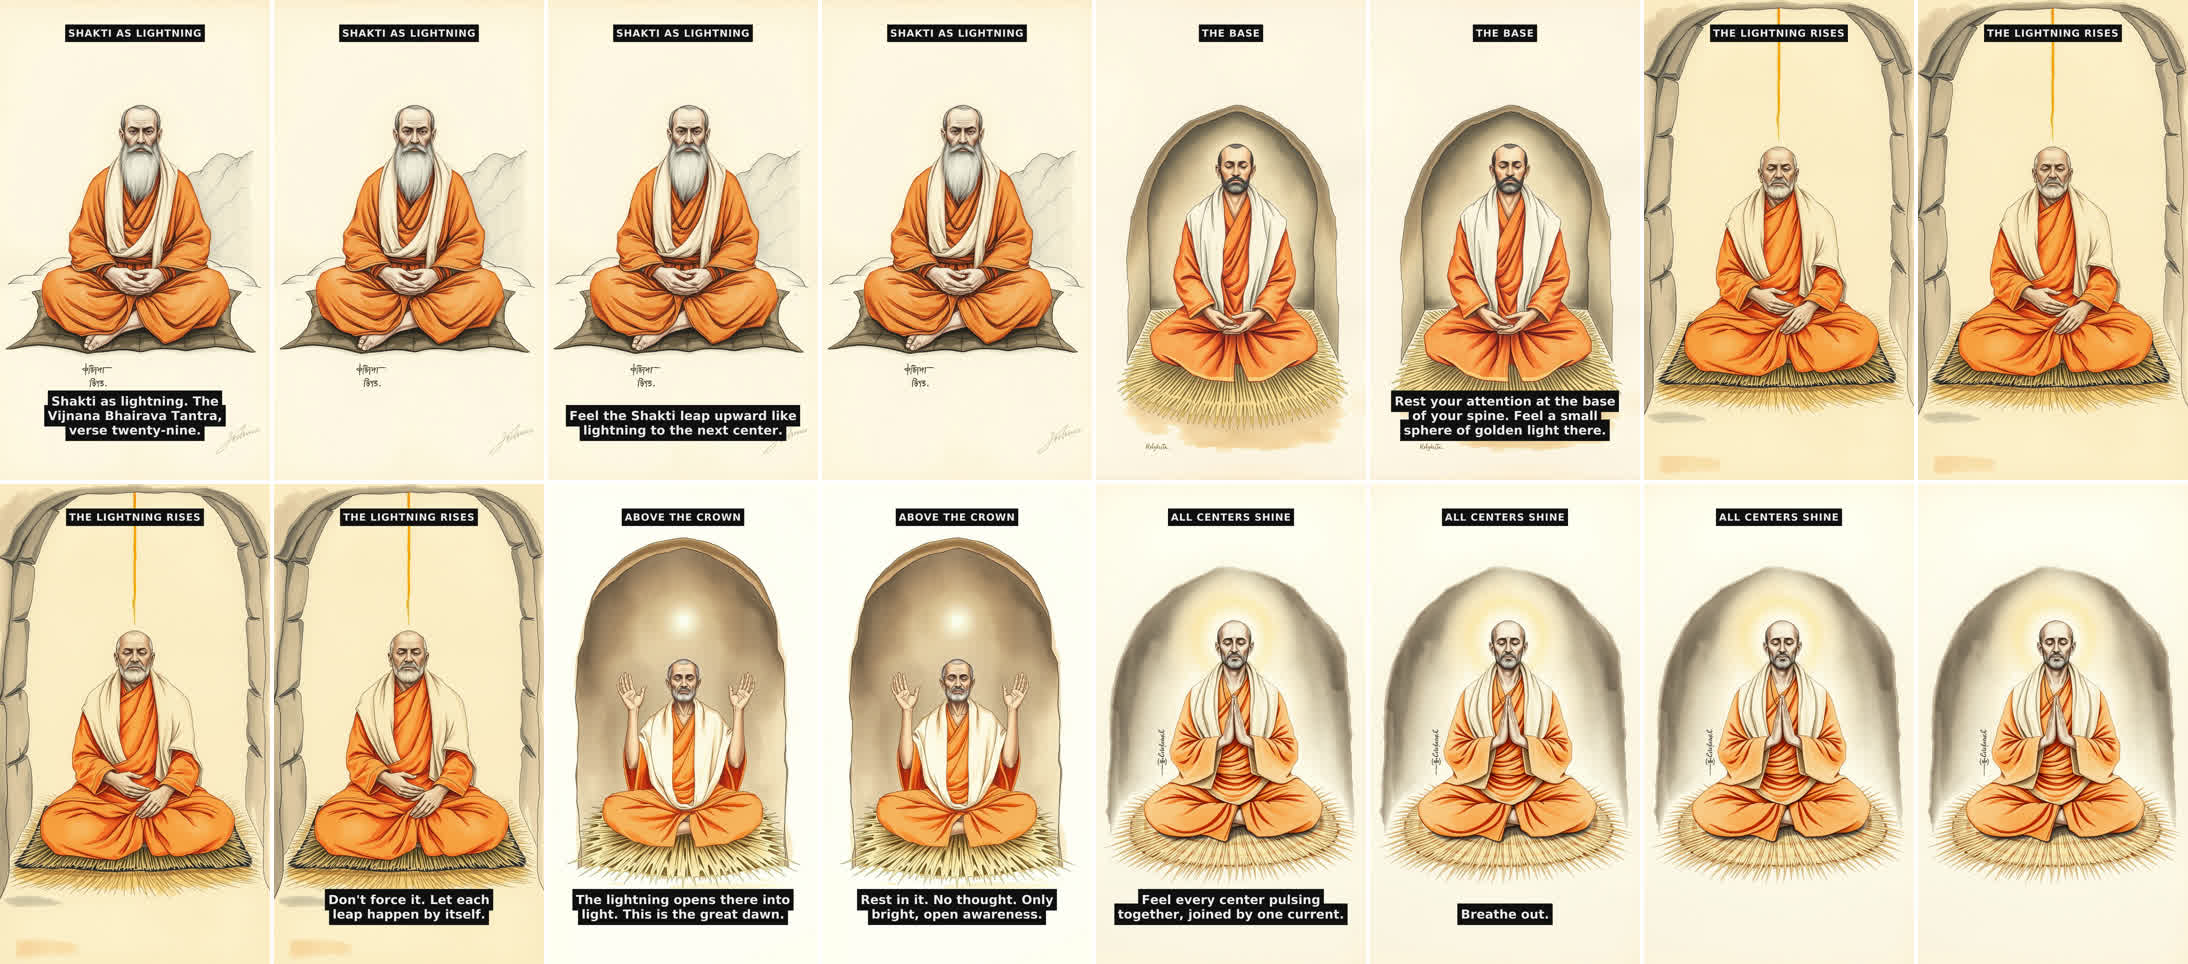 SHAKTI AS LIGHTNING
Shakti as lightning. The
Vijnana Bhairava Tantra,
verse twenty-nine.
SHAKTI AS LIGHTNING
SHAKTI AS LIGHTNING
Feel the Shakti leap upward like
lightning to the next center.
SHAKTI AS LIGHTNING
THE BASE
THE BASE
Rest your attention at the base
of your spine. Feel a small
sphere of golden light there.
THE LIGHTNING RISES
THE LIGHTNING RISES
THE LIGHTNING RISES
THE LIGHTNING RISES
Don't force it. Let each
leap happen by itself.
ABOVE THE CROWN
The lightning opens there into
light. This is the great dawn.
ABOVE THE CROWN
Rest in it. No thought. Only
bright, open awareness.
ALL CENTERS SHINE
Feel every center pulsing
together, joined by one current.
ALL CENTERS SHINE
Breathe out.
ALL CENTERS SHINE